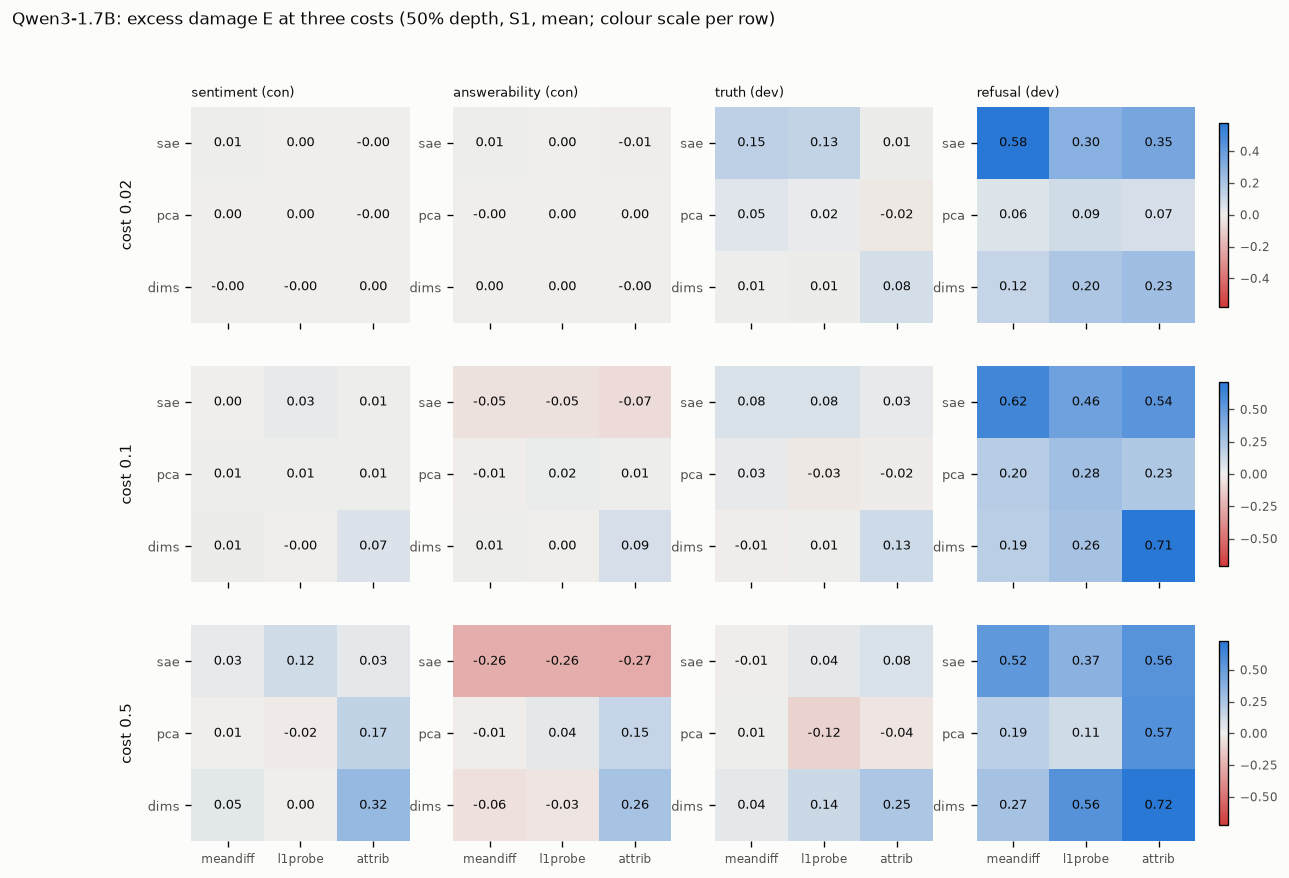 Qwen3-1.7B: excess damage E at three costs (50% depth, S1, mean; colour scale per row)
sentiment (con) answerability (con) truth (dev) refusal (dev)
cost 0.02
sae 0.01 0.00 -0.00 sae 0.01 0.00 -0.01 sae 0.15 0.13 0.01 sae 0.58 0.30 0.35
pca 0.00 0.00 -0.00 pca -0.00 0.00 0.00 pca 0.05 0.02 -0.02 pca 0.06 0.09 0.07
dims -0.00 -0.00 0.00 dims 0.00 0.00 -0.00 dims 0.01 0.01 0.08 dims 0.12 0.20 0.23
0.4
0.2
0.0
−0.2
−0.4
cost 0.1
sae 0.00 0.03 0.01 sae -0.05 -0.05 -0.07 sae 0.08 0.08 0.03 sae 0.62 0.46 0.54
pca 0.01 0.01 0.01 pca -0.01 0.02 0.01 pca 0.03 -0.03 -0.02 pca 0.20 0.28 0.23
dims 0.01 -0.00 0.07 dims 0.01 0.00 0.09 dims -0.01 0.01 0.13 dims 0.19 0.26 0.71
0.50
0.25
0.00
−0.25
−0.50
cost 0.5
sae 0.03 0.12 0.03 sae -0.26 -0.26 -0.27 sae -0.01 0.04 0.08 sae 0.52 0.37 0.56
pca 0.01 -0.02 0.17 pca -0.01 0.04 0.15 pca 0.01 -0.12 -0.04 pca 0.19 0.11 0.57
dims 0.05 0.00 0.32 dims -0.06 -0.03 0.26 dims 0.04 0.14 0.25 dims 0.27 0.56 0.72
0.50
0.25
0.00
−0.25
−0.50
meandiff l1probe attrib meandiff l1probe attrib meandiff l1probe attrib meandiff l1probe attrib